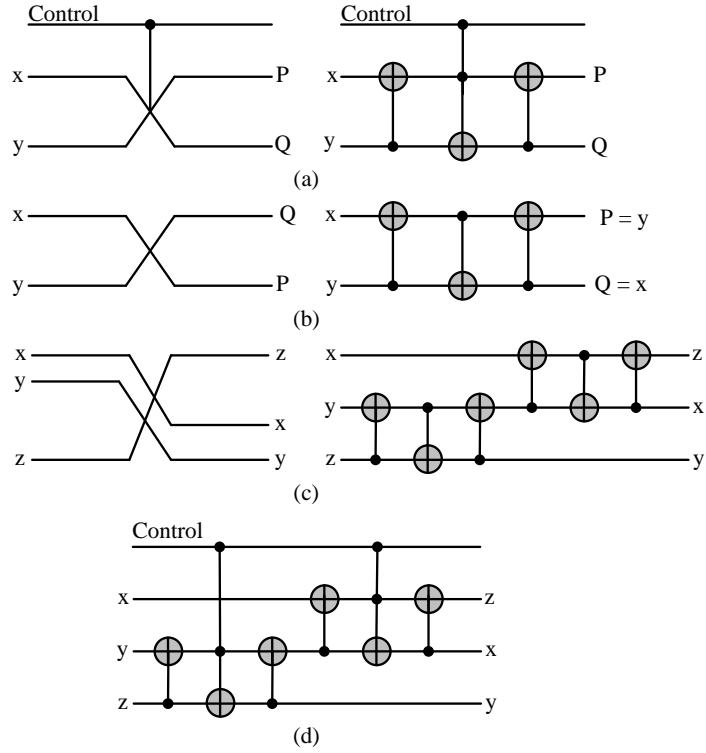 Control Control
x P x P
y Q y Q
(a)
x Q x P = y
y P y Q = x
(b)
x z x z
y y x
x
z y z y
(c)
Control
x z
y x
z y
(d)